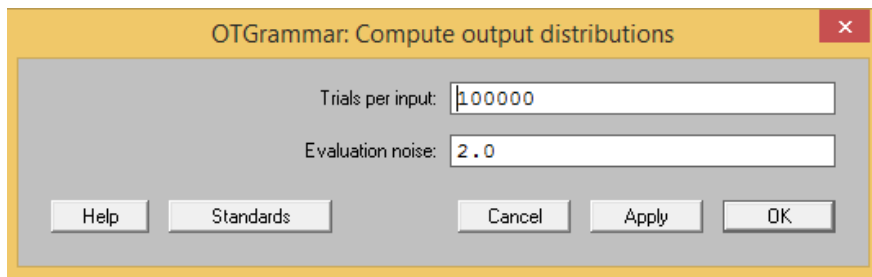 OTGrammar: Compute output distributions
Trials per input: 100000
Evaluation noise: 2.0
Help Standards Cancel Apply OK